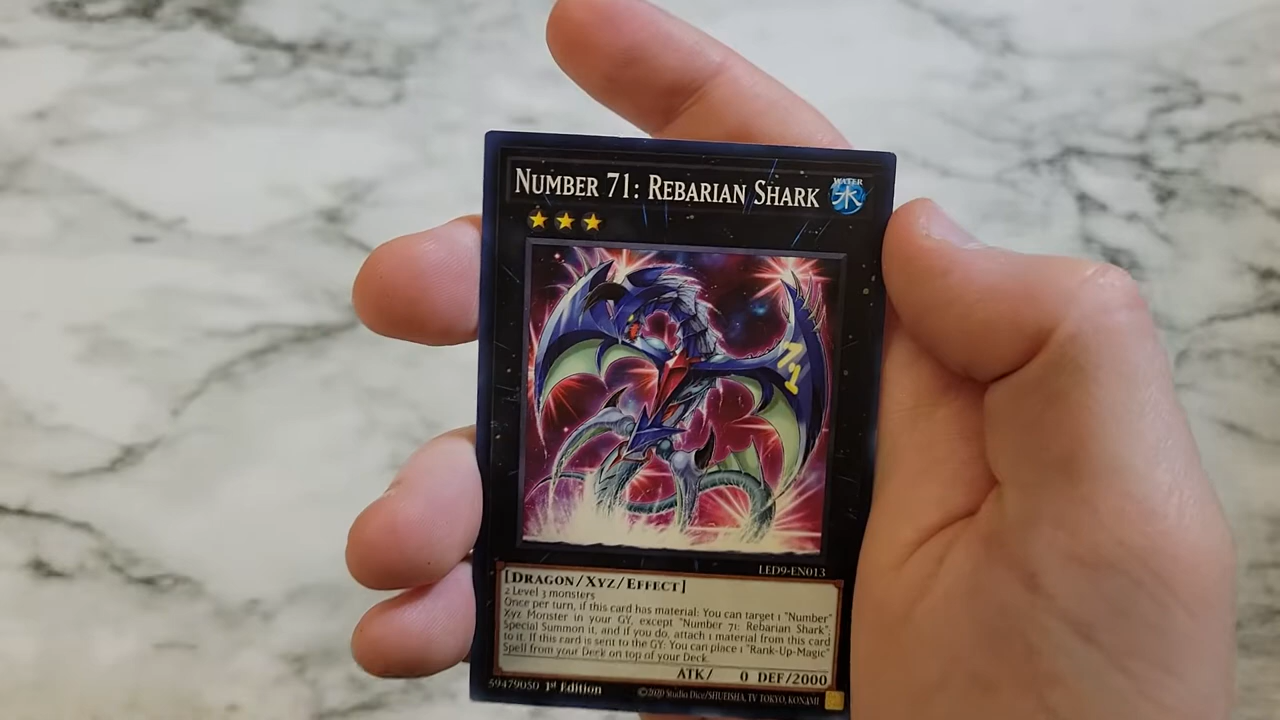 NUMBER 71: REBARIAN SHARK
WATER
水
71
LED9-EN013
[DRAGON/XYZ/EFFECT]
2 Level 3 monsters
Once per turn, if this card has material: You can target 1 "Number"
Xyz Monster in your GY, except "Number 71: Rebarian Shark";
Special Summon it, and if you do, attach 1 material from this card
to it. If this card is sent to the GY: You can place 1 "Rank-Up-Magic"
Spell from your Deck on top of your Deck.
ATK/ 0 DEF/2000
59479050 1st Edition
©2020 Studio Dice/SHUEISHA, TV TOKYO, KONAMI